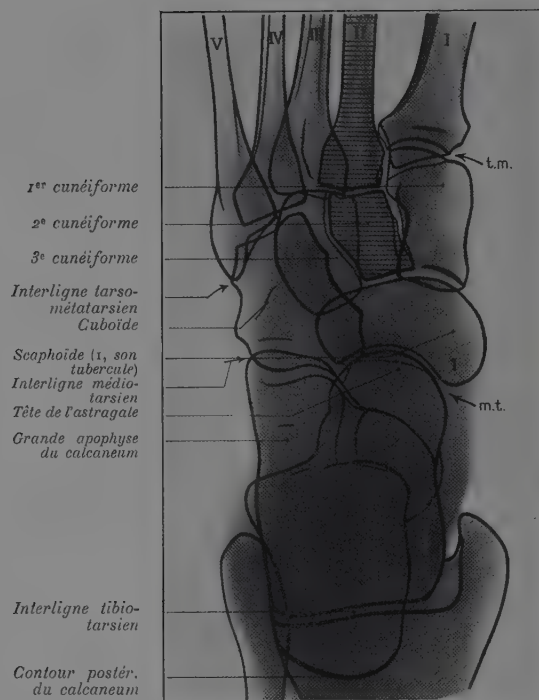 V IV III II I
t.m.
1er cunéiforme
2e cunéiforme
3e cunéiforme
Interligne tarso-
métatarsien
Cuboïde
Scaphoïde (1, son
tubercule)
Interligne médio-
tarsien
Tête de l'astragale
Grande apophyse
du calcaneum
1
m.t.
Interligne tibio-
tarsien
Contour postér.
du calcaneum